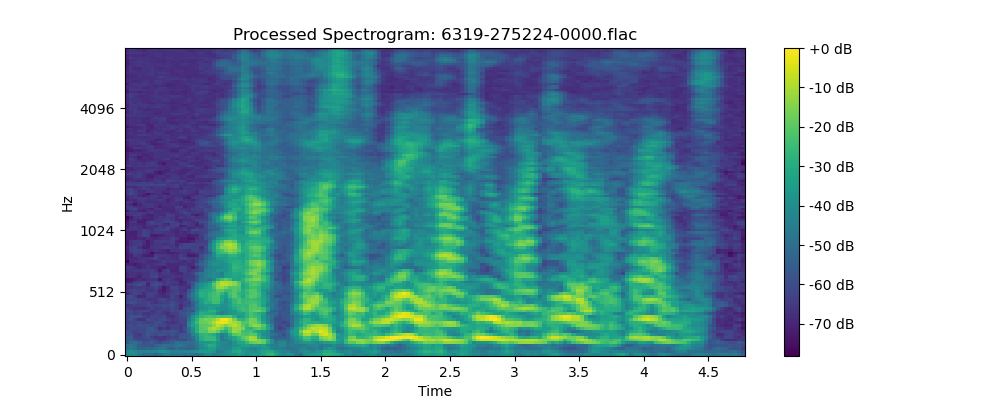 Processed Spectrogram: 6319-275224-0000.flac
Hz
4096
2048
1024
512
0
0
0.5
1
1.5
2
2.5
3
3.5
4
4.5
Time
+0 dB
-10 dB
-20 dB
-30 dB
-40 dB
-50 dB
-60 dB
-70 dB